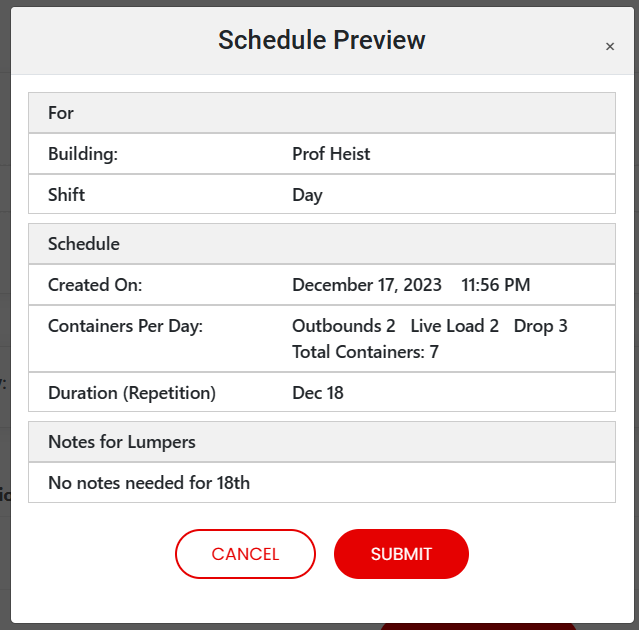 Schedule Preview
×
For
Building: Prof Heist
Shift Day
Schedule
Created On: December 17, 2023 11:56 PM
Containers Per Day: Outbounds 2 Live Load 2 Drop 3
Total Containers: 7
Duration (Repetition) Dec 18
Notes for Lumpers
No notes needed for 18th
CANCEL SUBMIT